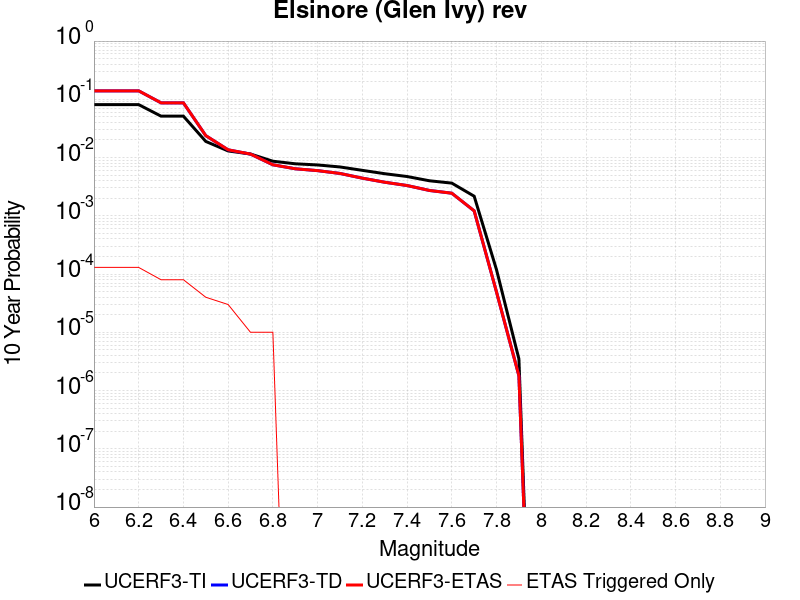 Elsinore (Glen Ivy) rev
10^0
10^-1
10^-2
10^-3
10^-4
10^-5
10^-6
10^-7
10^-8
10 Year Probability
6 6.2 6.4 6.6 6.8 7 7.2 7.4 7.6 7.8 8 8.2 8.4 8.6 8.8 9
Magnitude
UCERF3-TI UCERF3-TD UCERF3-ETAS ETAS Triggered Only